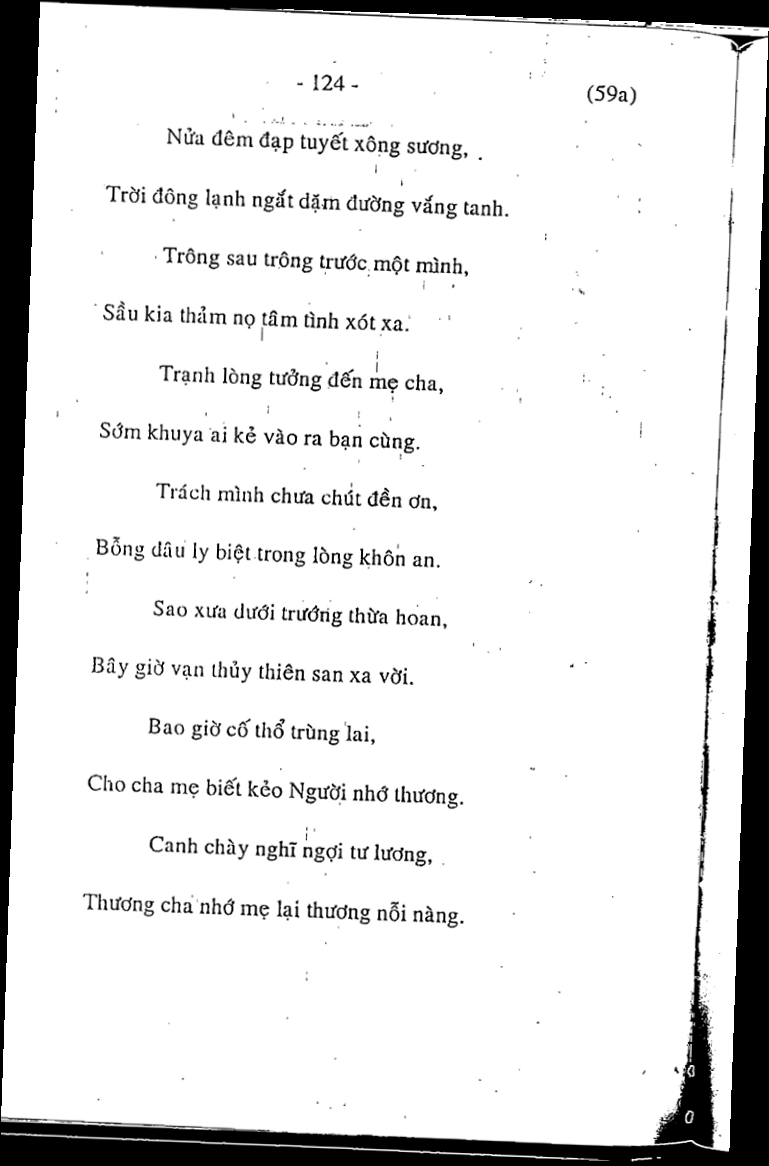 - 124 -
(59a)
Nửa đêm đạp tuyết xông sương,
Trời đông lạnh ngắt dặm đường vắng tanh.
Trông sau trông trước một mình,
Sầu kia thảm nọ tâm tình xót xa.
Trạnh lòng tưởng đến mẹ cha,
Sớm khuya ai kẻ vào ra bạn cùng.
Trách mình chưa chút đền ơn,
Bỗng dâu ly biệt trong lòng khôn an.
Sao xưa dưới trướng thừa hoan,
Bây giờ vạn thủy thiên san xa vời.
Bao giờ cố thổ trùng lai,
Cho cha mẹ biết kẻo Người nhớ thương.
Canh chày nghĩ ngợi tư lương,
Thương cha nhớ mẹ lại thương nỗi nàng.